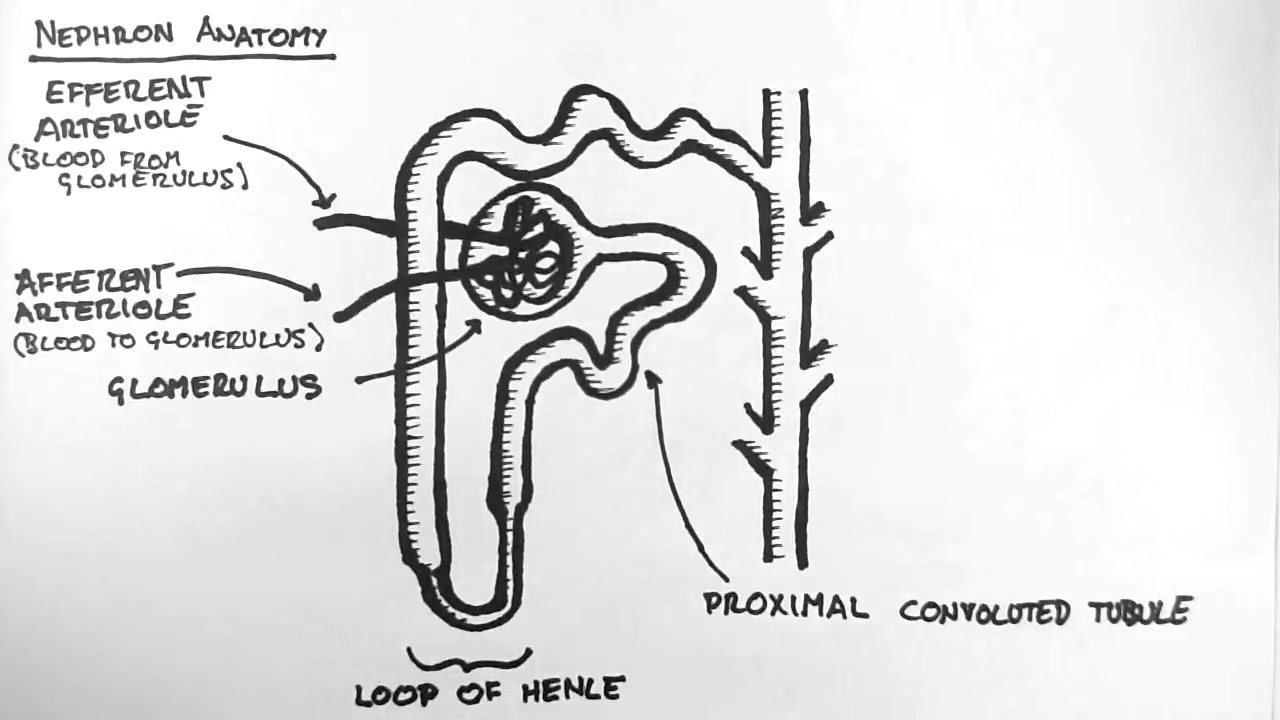 NEPHRON ANATOMY
EFFERENT
ARTERIOLE
(BLOOD FROM
GLOMERULUS)
AFFERENT
ARTERIOLE
(BLOOD TO GLOMERULUS)
GLOMERULUS
PROXIMAL CONVOLUTED TUBULE
LOOP OF HENLE